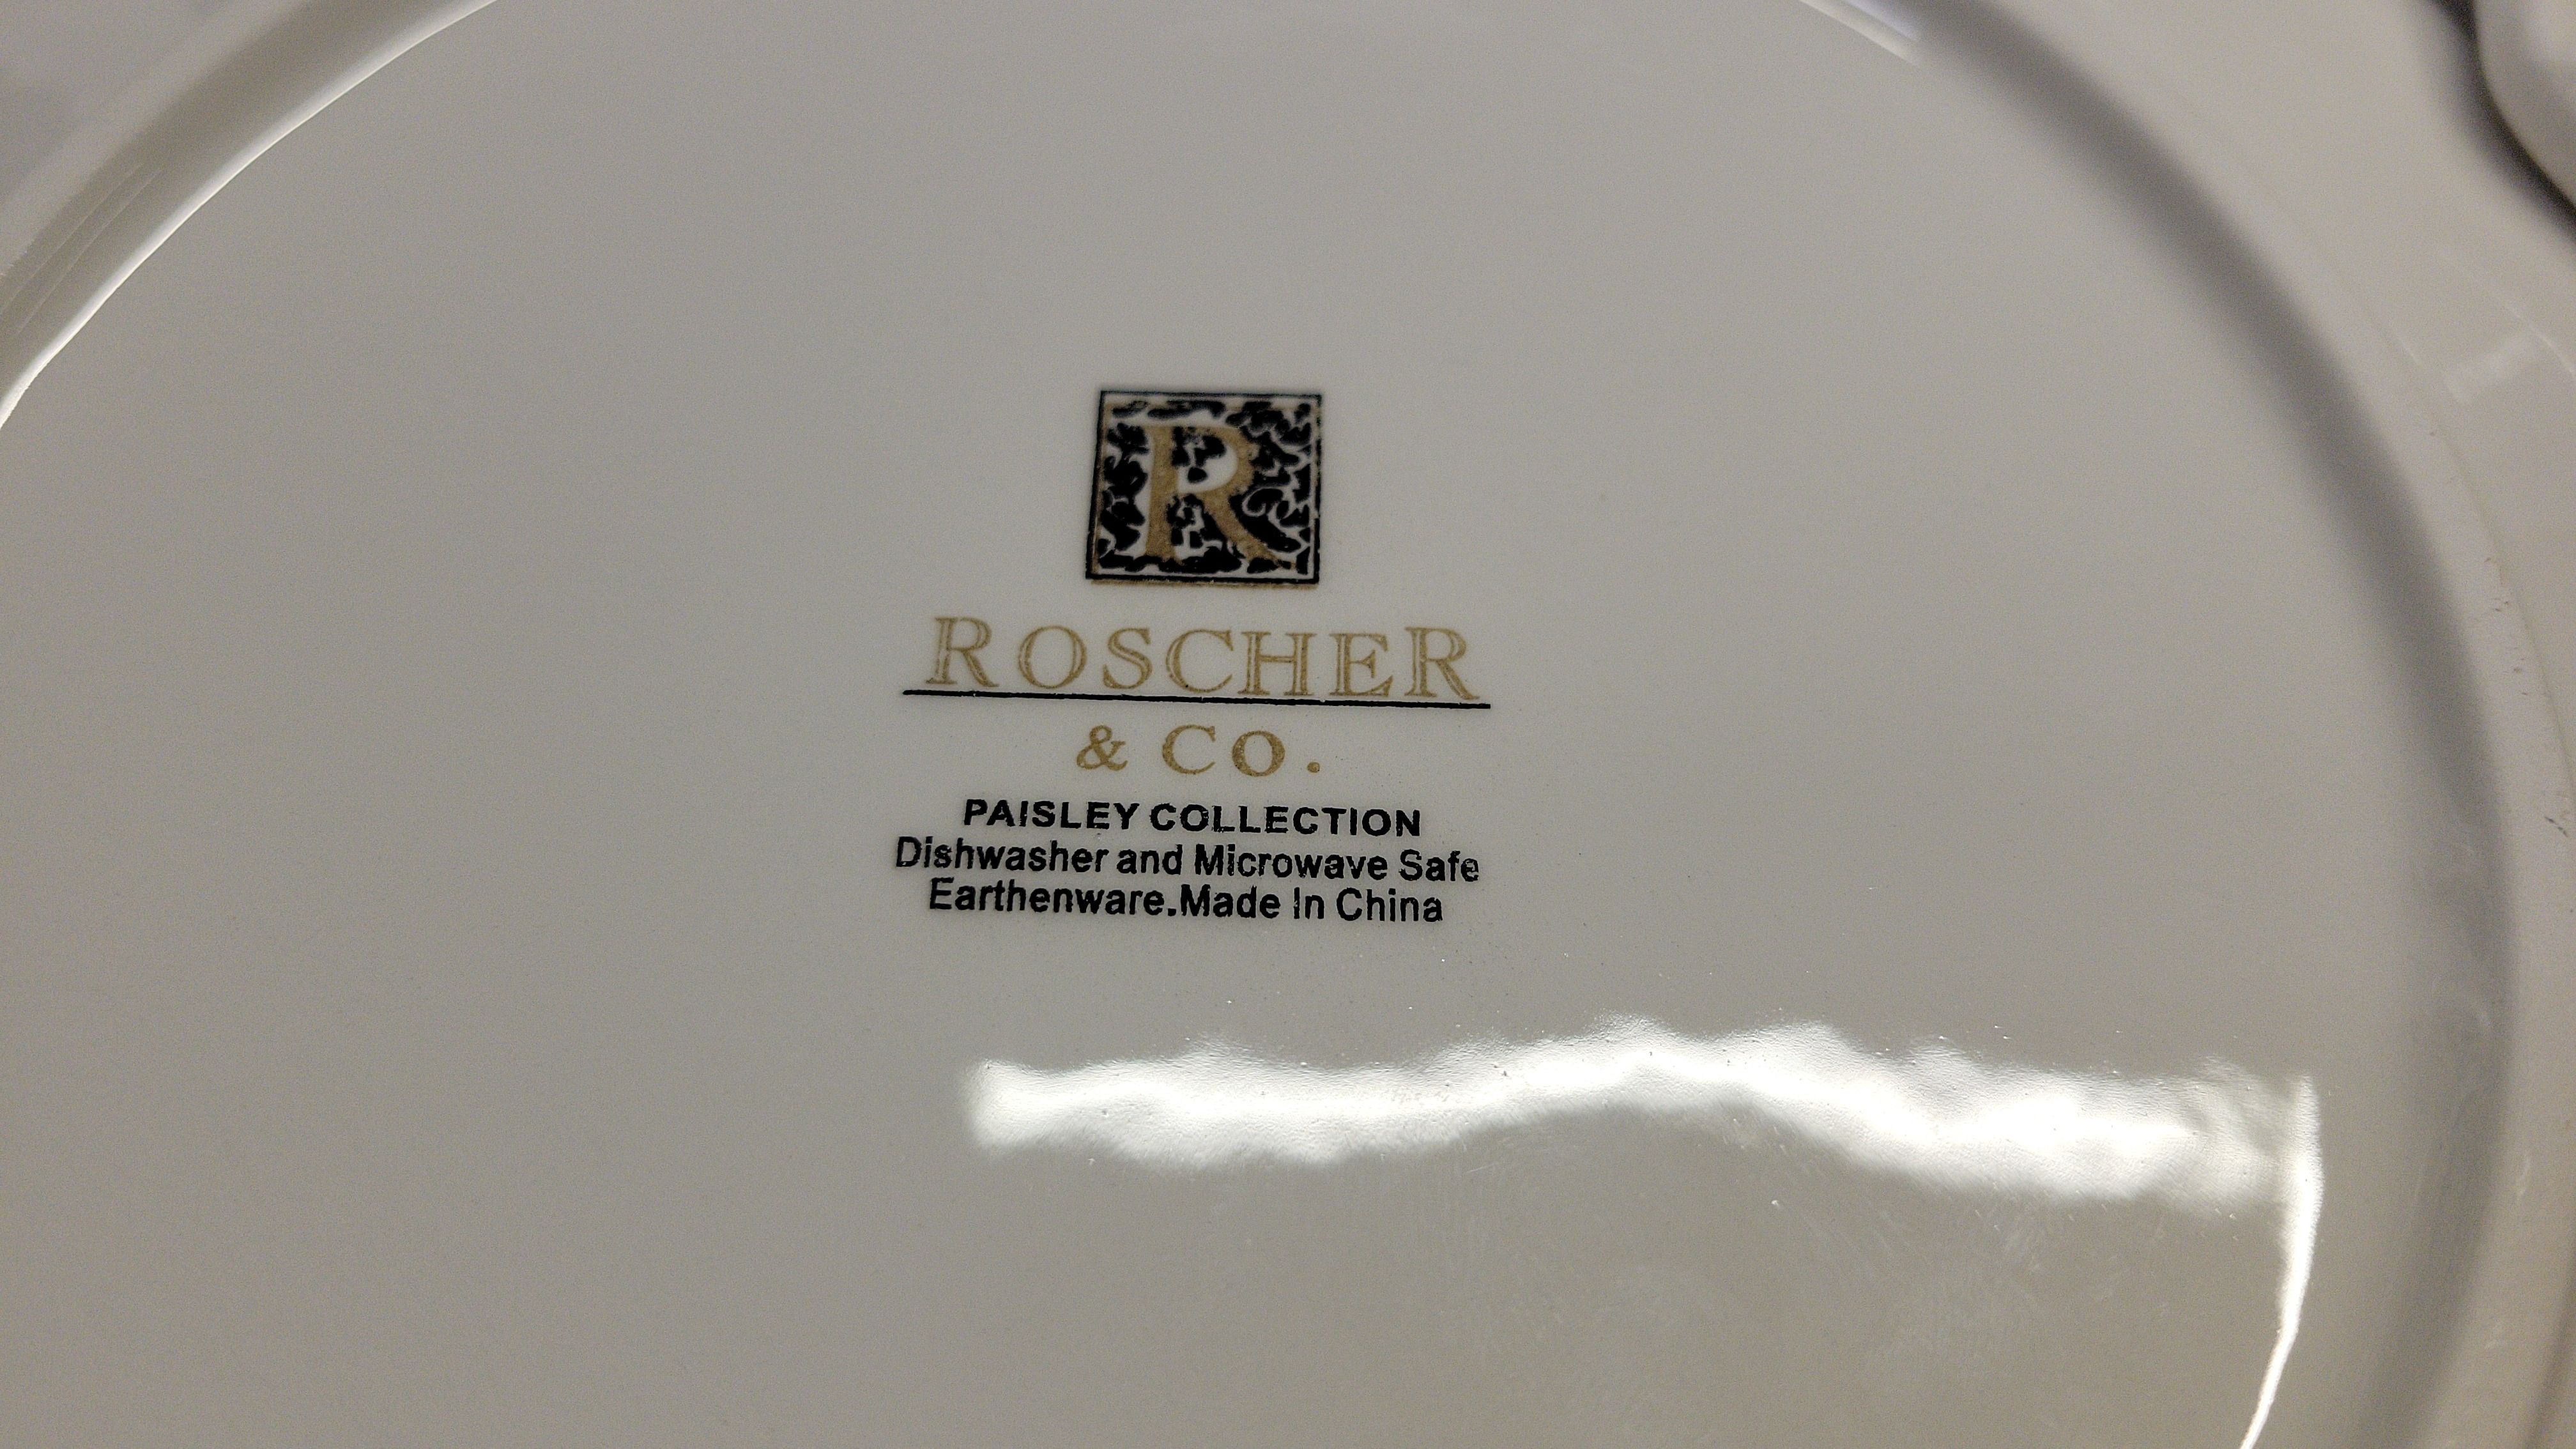 R
ROSCHER
& CO.
PAISLEY COLLECTION
Dishwasher and Microwave Safe
Earthenware.Made In China